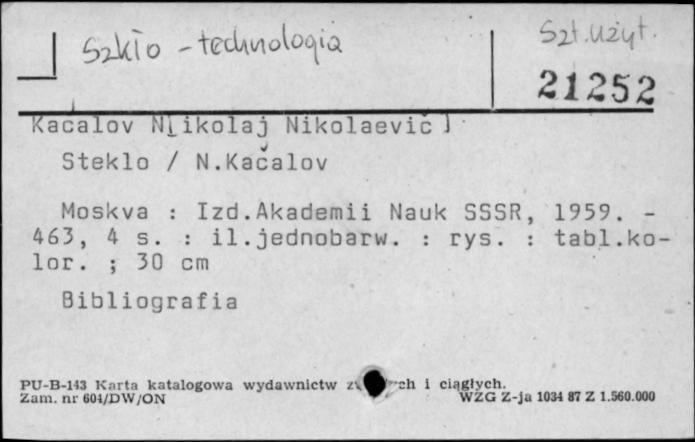 Szkło - technologia
Szt. użyt.
21252
Kačalov N[ikolaj Nikolaevič]
Steklo / N.Kačalov
Moskva : Izd.Akademii Nauk SSSR, 1959. -
463, 4 s. : il.jednobarw. : rys. : tabl.ko-
lor. ; 30 cm
Bibliografia
PU-B-143 Karta katalogowa wydawnictw i ciągłych.
Zam. nr 604/DW/ON WZG Z-ja 1034 87 Z 1.560.000